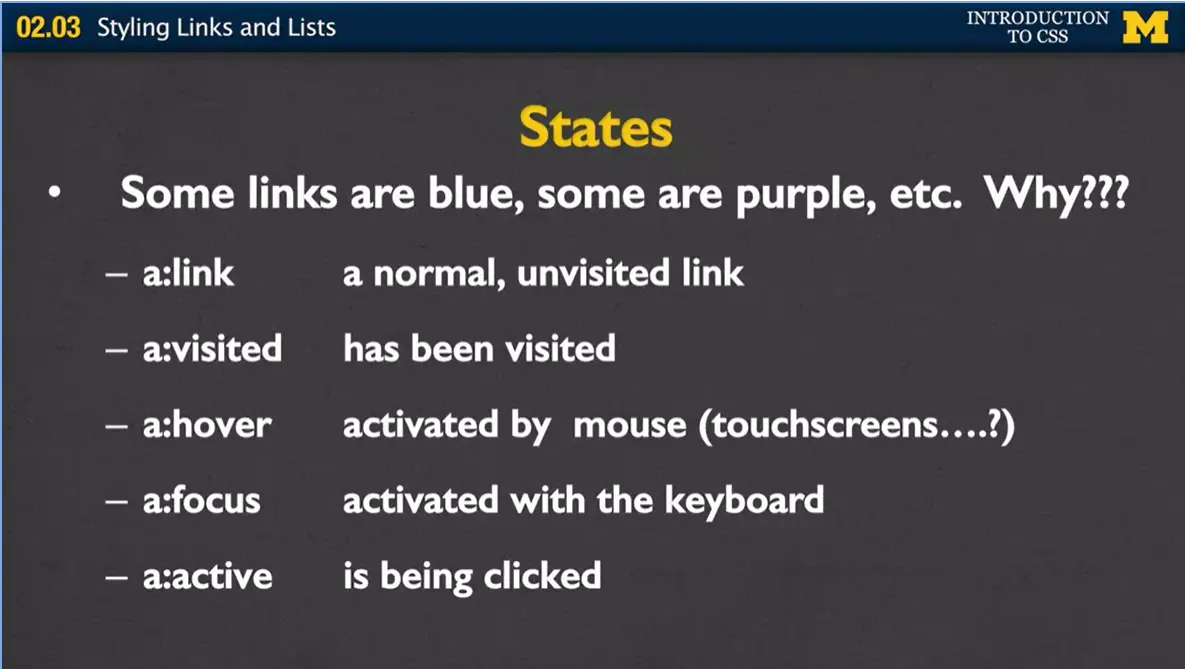 02.03 Styling Links and Lists
INTRODUCTION
TO CSS
M
States
• Some links are blue, some are purple, etc. Why???
– a:link a normal, unvisited link
– a:visited has been visited
– a:hover activated by mouse (touchscreens....?)
– a:focus activated with the keyboard
– a:active is being clicked